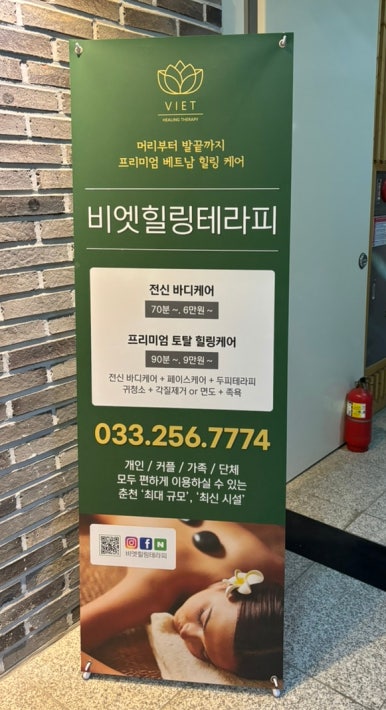 VIET
HEALING THERAPY
머리부터 발끝까지
프리미엄 베트남 힐링 케어
비엣힐링테라피
전신 바디케어
70분 ~, 6만원 ~
프리미엄 토탈 힐링케어
90분 ~, 9만원 ~
전신 바디케어 + 페이스케어 + 두피테라피
귀청소 + 각질제거 or 면도 + 족욕
033.256.7774
개인 / 커플 / 가족 / 단체
모두 편하게 이용하실 수 있는
춘천 '최대 규모', '최신 시설'
비엣힐링테라피